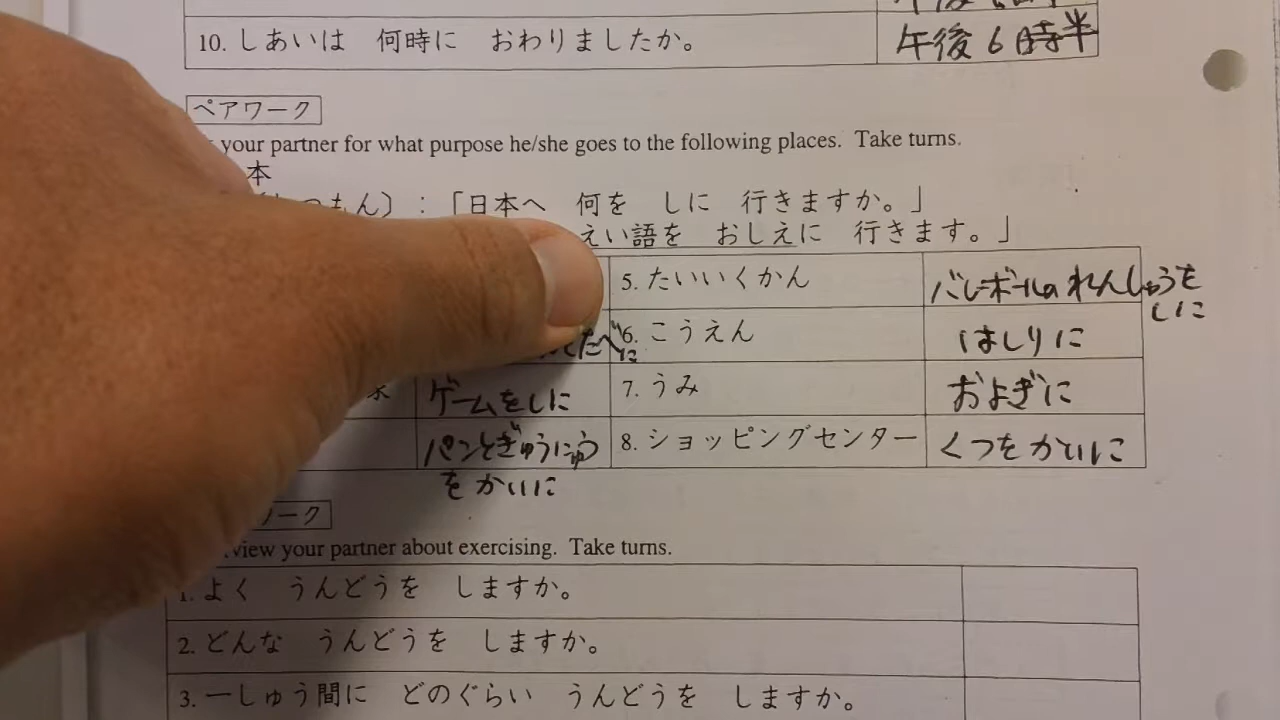 10. しあいは 何時に おわりましたか。 午後6時半
ペアワーク
your partner for what purpose he/she goes to the following places. Take turns.
本
もん〕:「日本へ 何を しに 行きますか。」
えい語を おしえに 行きます。」
5. たいいくかん バレーボールのれんしゅうを
しに
6. こうえん はしりに
ゲームをしに 7. うみ およぎに
パンとぎゅうにゅう 8. ショッピングセンター くつをかいに
をかいに
ワーク
view your partner about exercising. Take turns.
1. よく うんどうを しますか。
2. どんな うんどうを しますか。
3. 一しゅう間に どのぐらい うんどうを しますか。